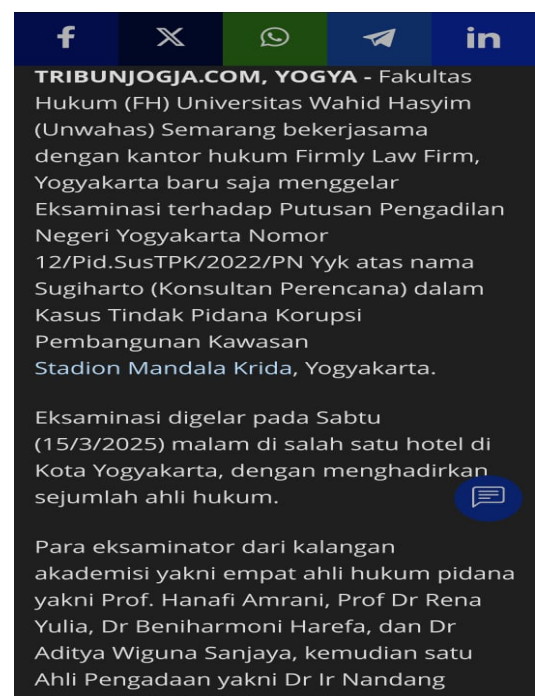 TRIBUNJOGJA.COM, YOGYA - Fakultas
Hukum (FH) Universitas Wahid Hasyim
(Unwahas) Semarang bekerjasama
dengan kantor hukum Firmly Law Firm,
Yogyakarta baru saja menggelar
Eksaminasi terhadap Putusan Pengadilan
Negeri Yogyakarta Nomor
12/Pid.SusTPK/2022/PN Yyk atas nama
Sugiharto (Konsultan Perencana) dalam
Kasus Tindak Pidana Korupsi
Pembangunan Kawasan
Stadion Mandala Krida, Yogyakarta.
Eksaminasi digelar pada Sabtu
(15/3/2025) malam di salah satu hotel di
Kota Yogyakarta, dengan menghadirkan
sejumlah ahli hukum.
Para eksaminator dari kalangan
akademisi yakni empat ahli hukum pidana
yakni Prof. Hanafi Amrani, Prof Dr Rena
Yulia, Dr Beniharmoni Harefa, dan Dr
Aditya Wiguna Sanjaya, kemudian satu
Ahli Pengadaan yakni Dr Ir Nandang